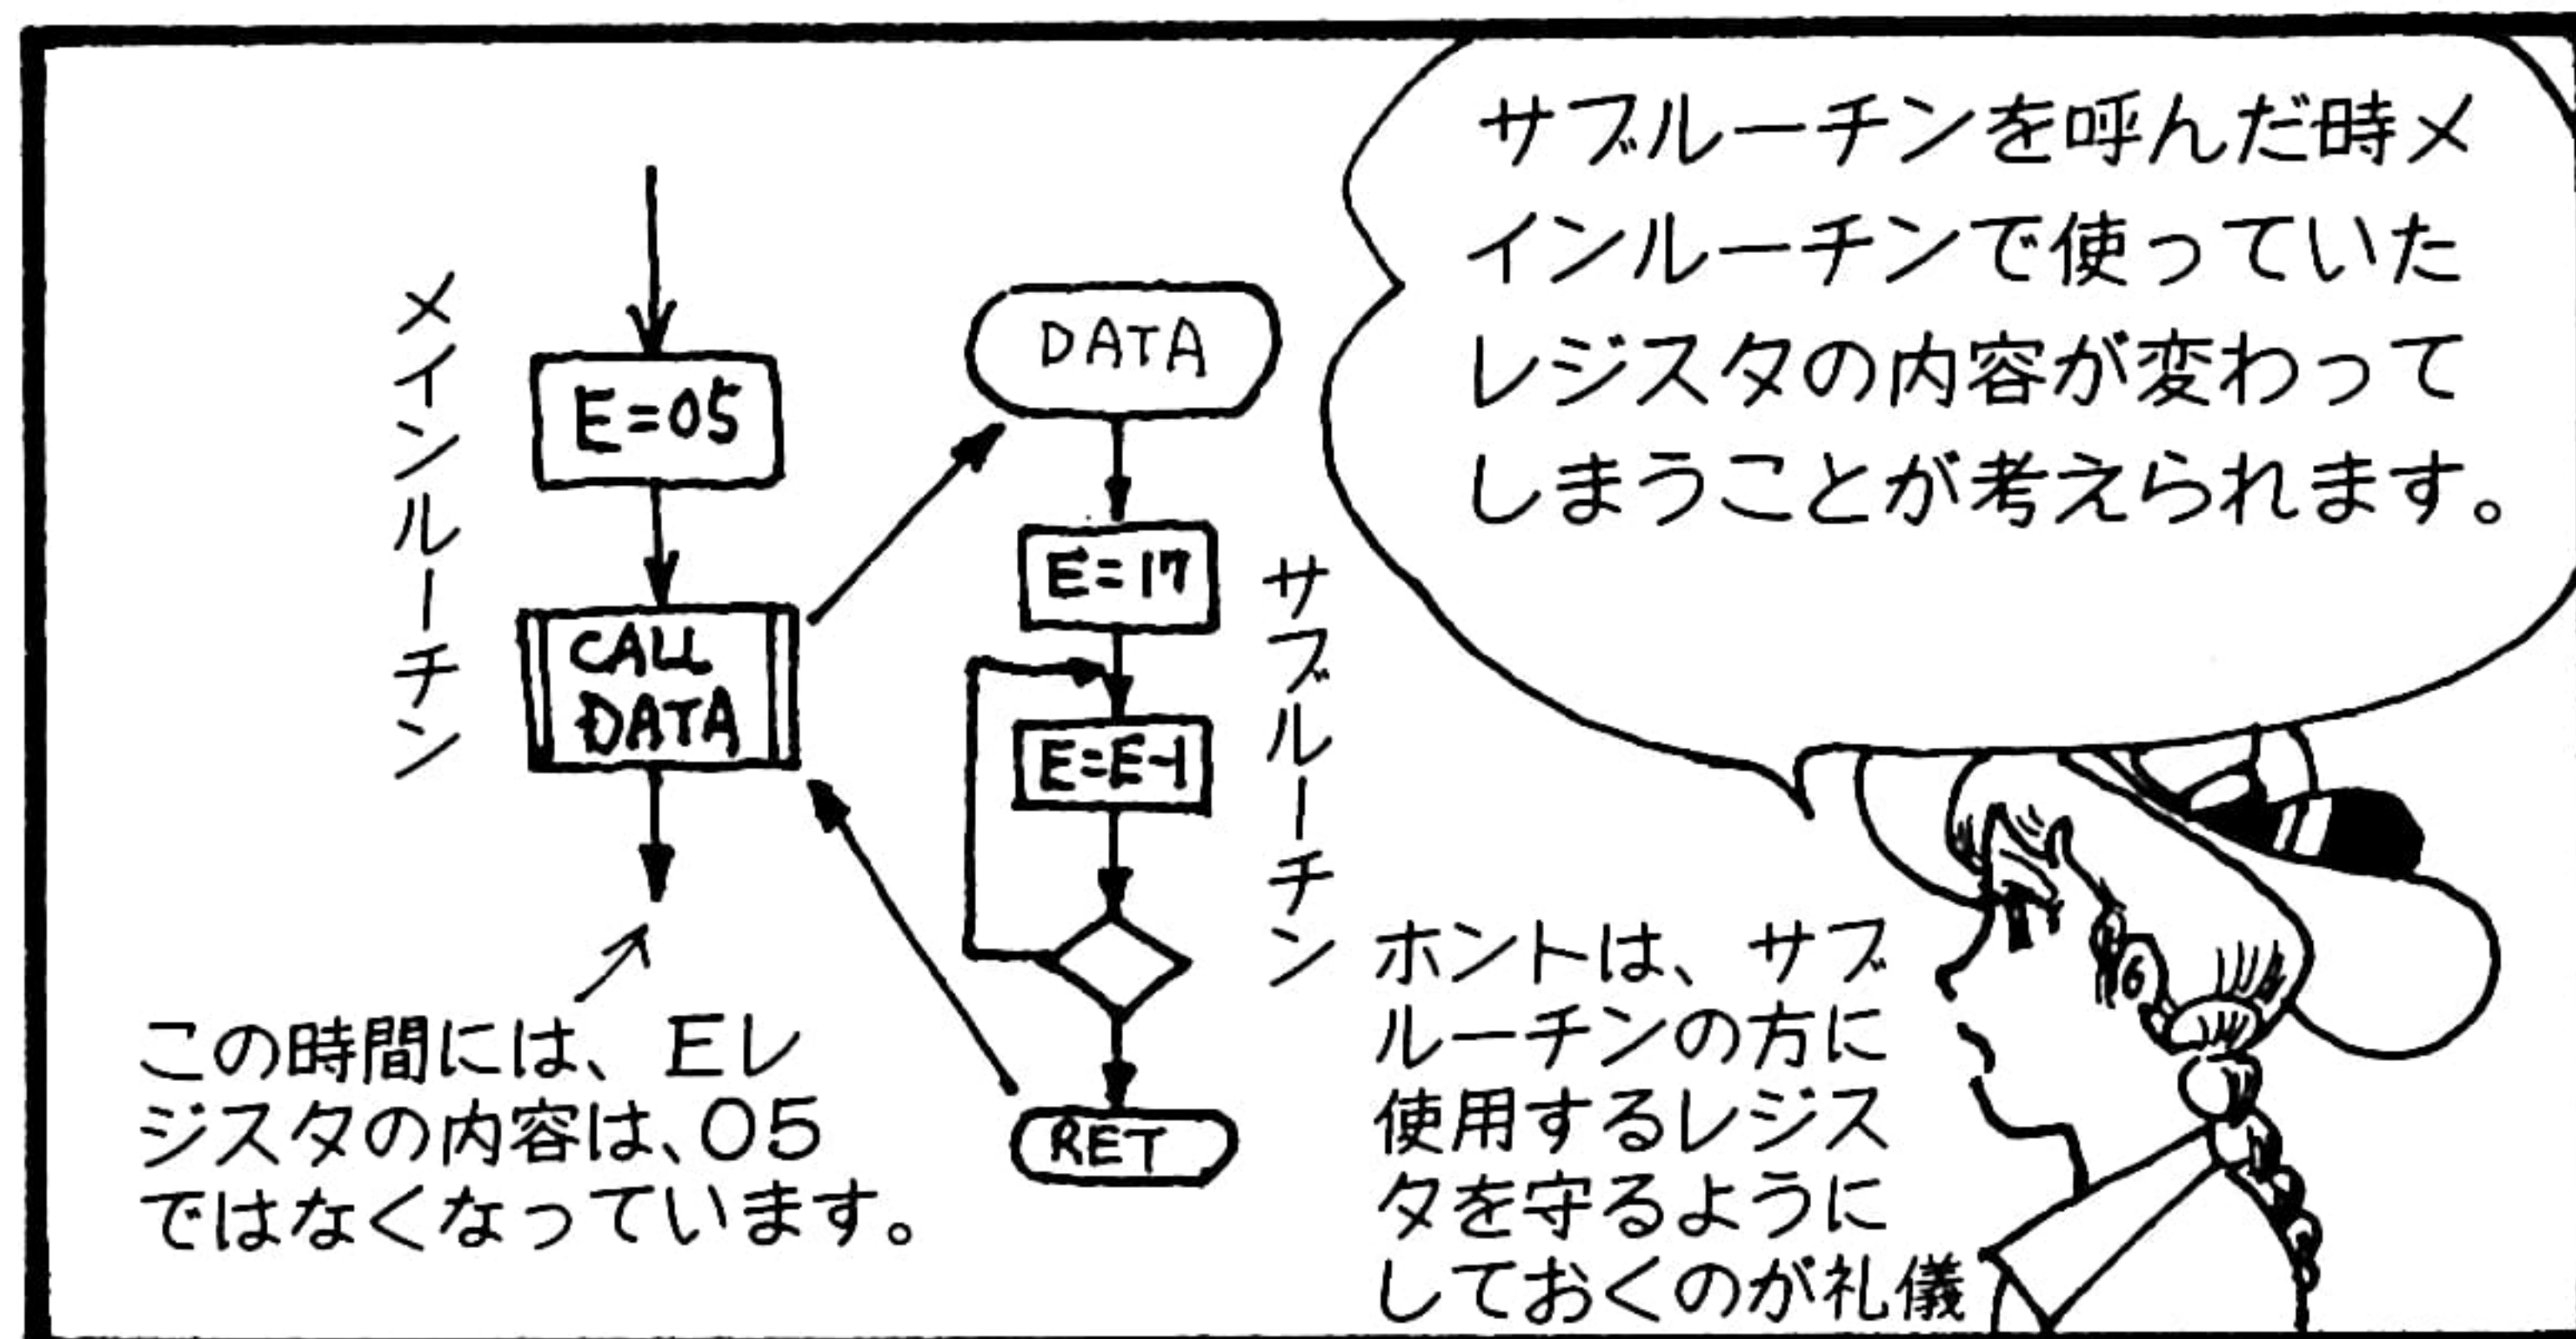 サブルーチンを呼んだ時メ
インルーチンで使っていた
レジスタの内容が変わって
しまうことが考えられます。
メインルーチン
E=05
CALL
DATA
この時間には、Eレ
ジスタの内容は、05
ではなくなっています。
DATA
E=17
E=E-1
RET
サブルーチン
ホントは、サブ
ルーチンの方に
使用するレジス
タを守るように
しておくのが礼儀